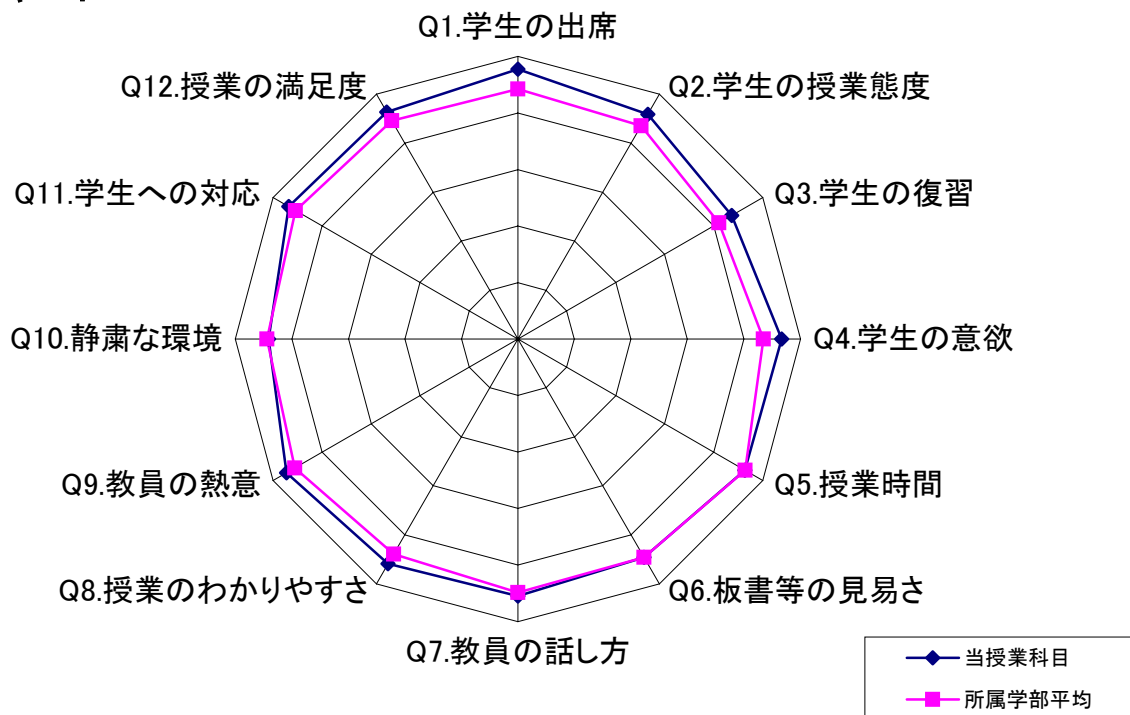 Q1.学生の出席
Q2.学生の授業態度
Q3.学生の復習
Q4.学生の意欲
Q5.授業時間
Q6.板書等の見易さ
Q7.教員の話し方
Q8.授業のわかりやすさ
Q9.教員の熱意
Q10.静粛な環境
Q11.学生への対応
Q12.授業の満足度
当授業科目
所属学部平均